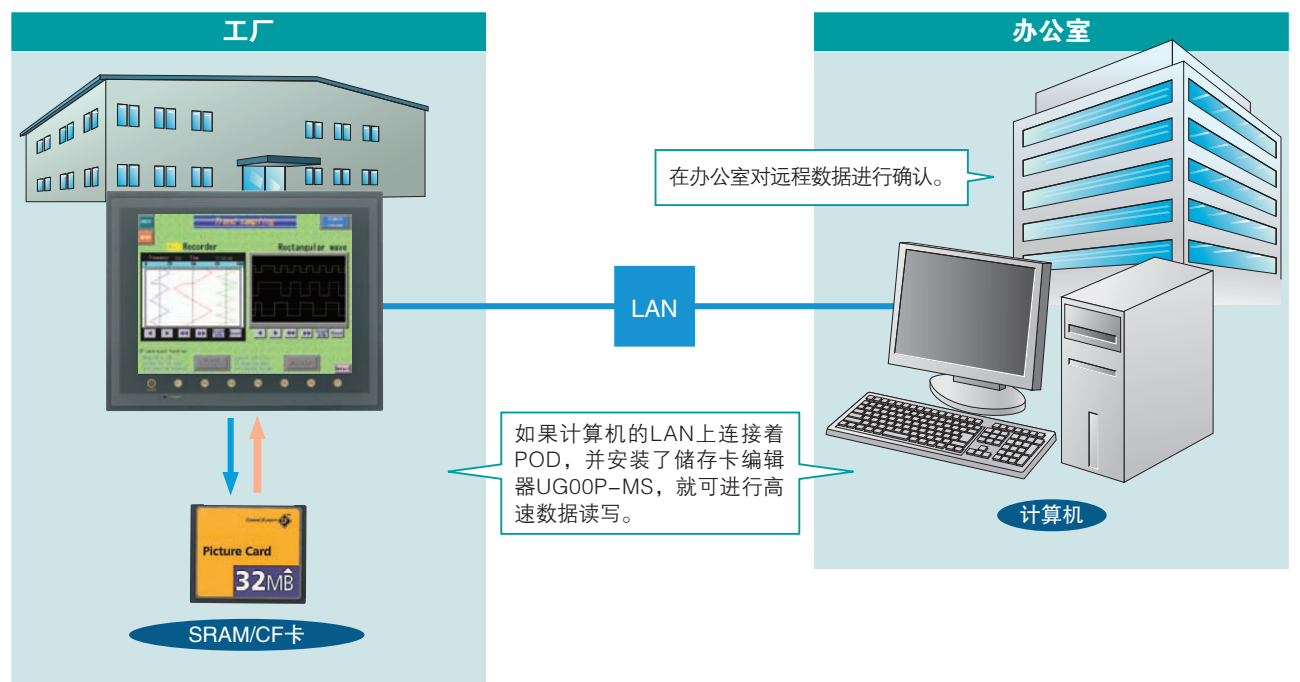 工厂
办公室
在办公室对远程数据进行确认。
Recorder
Rectangular wave
LAN
如果计算机的LAN上连接着
POD，并安装了储存卡编辑
器UG00P-MS，就可进行高
速数据读写。
计算机
Picture Card
32MB
SRAM/CF卡